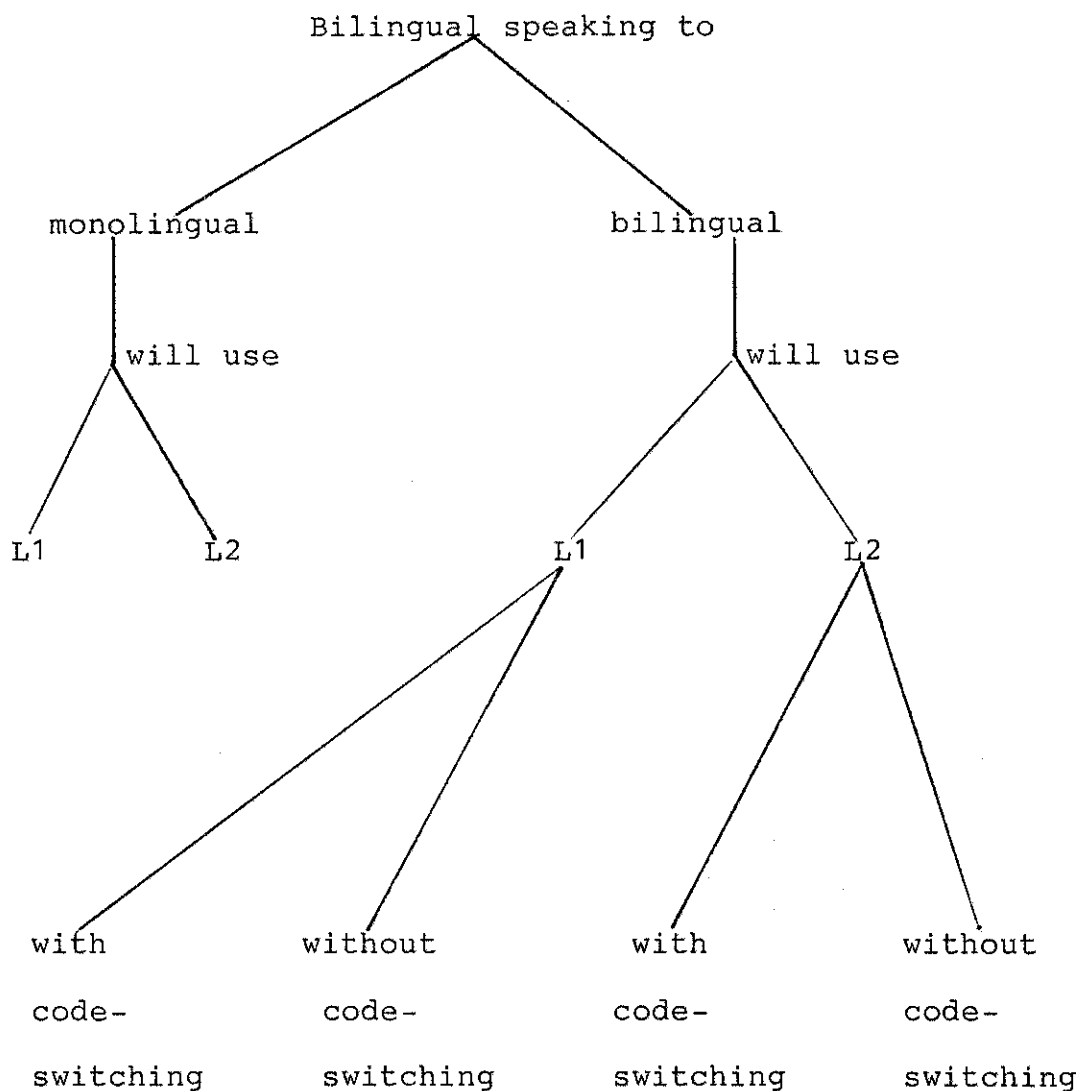 Bilingual speaking to
monolingual bilingual
will use will use
L1 L2 L1 L2
with without with without
code- code- code- code-
switching switching switching switching